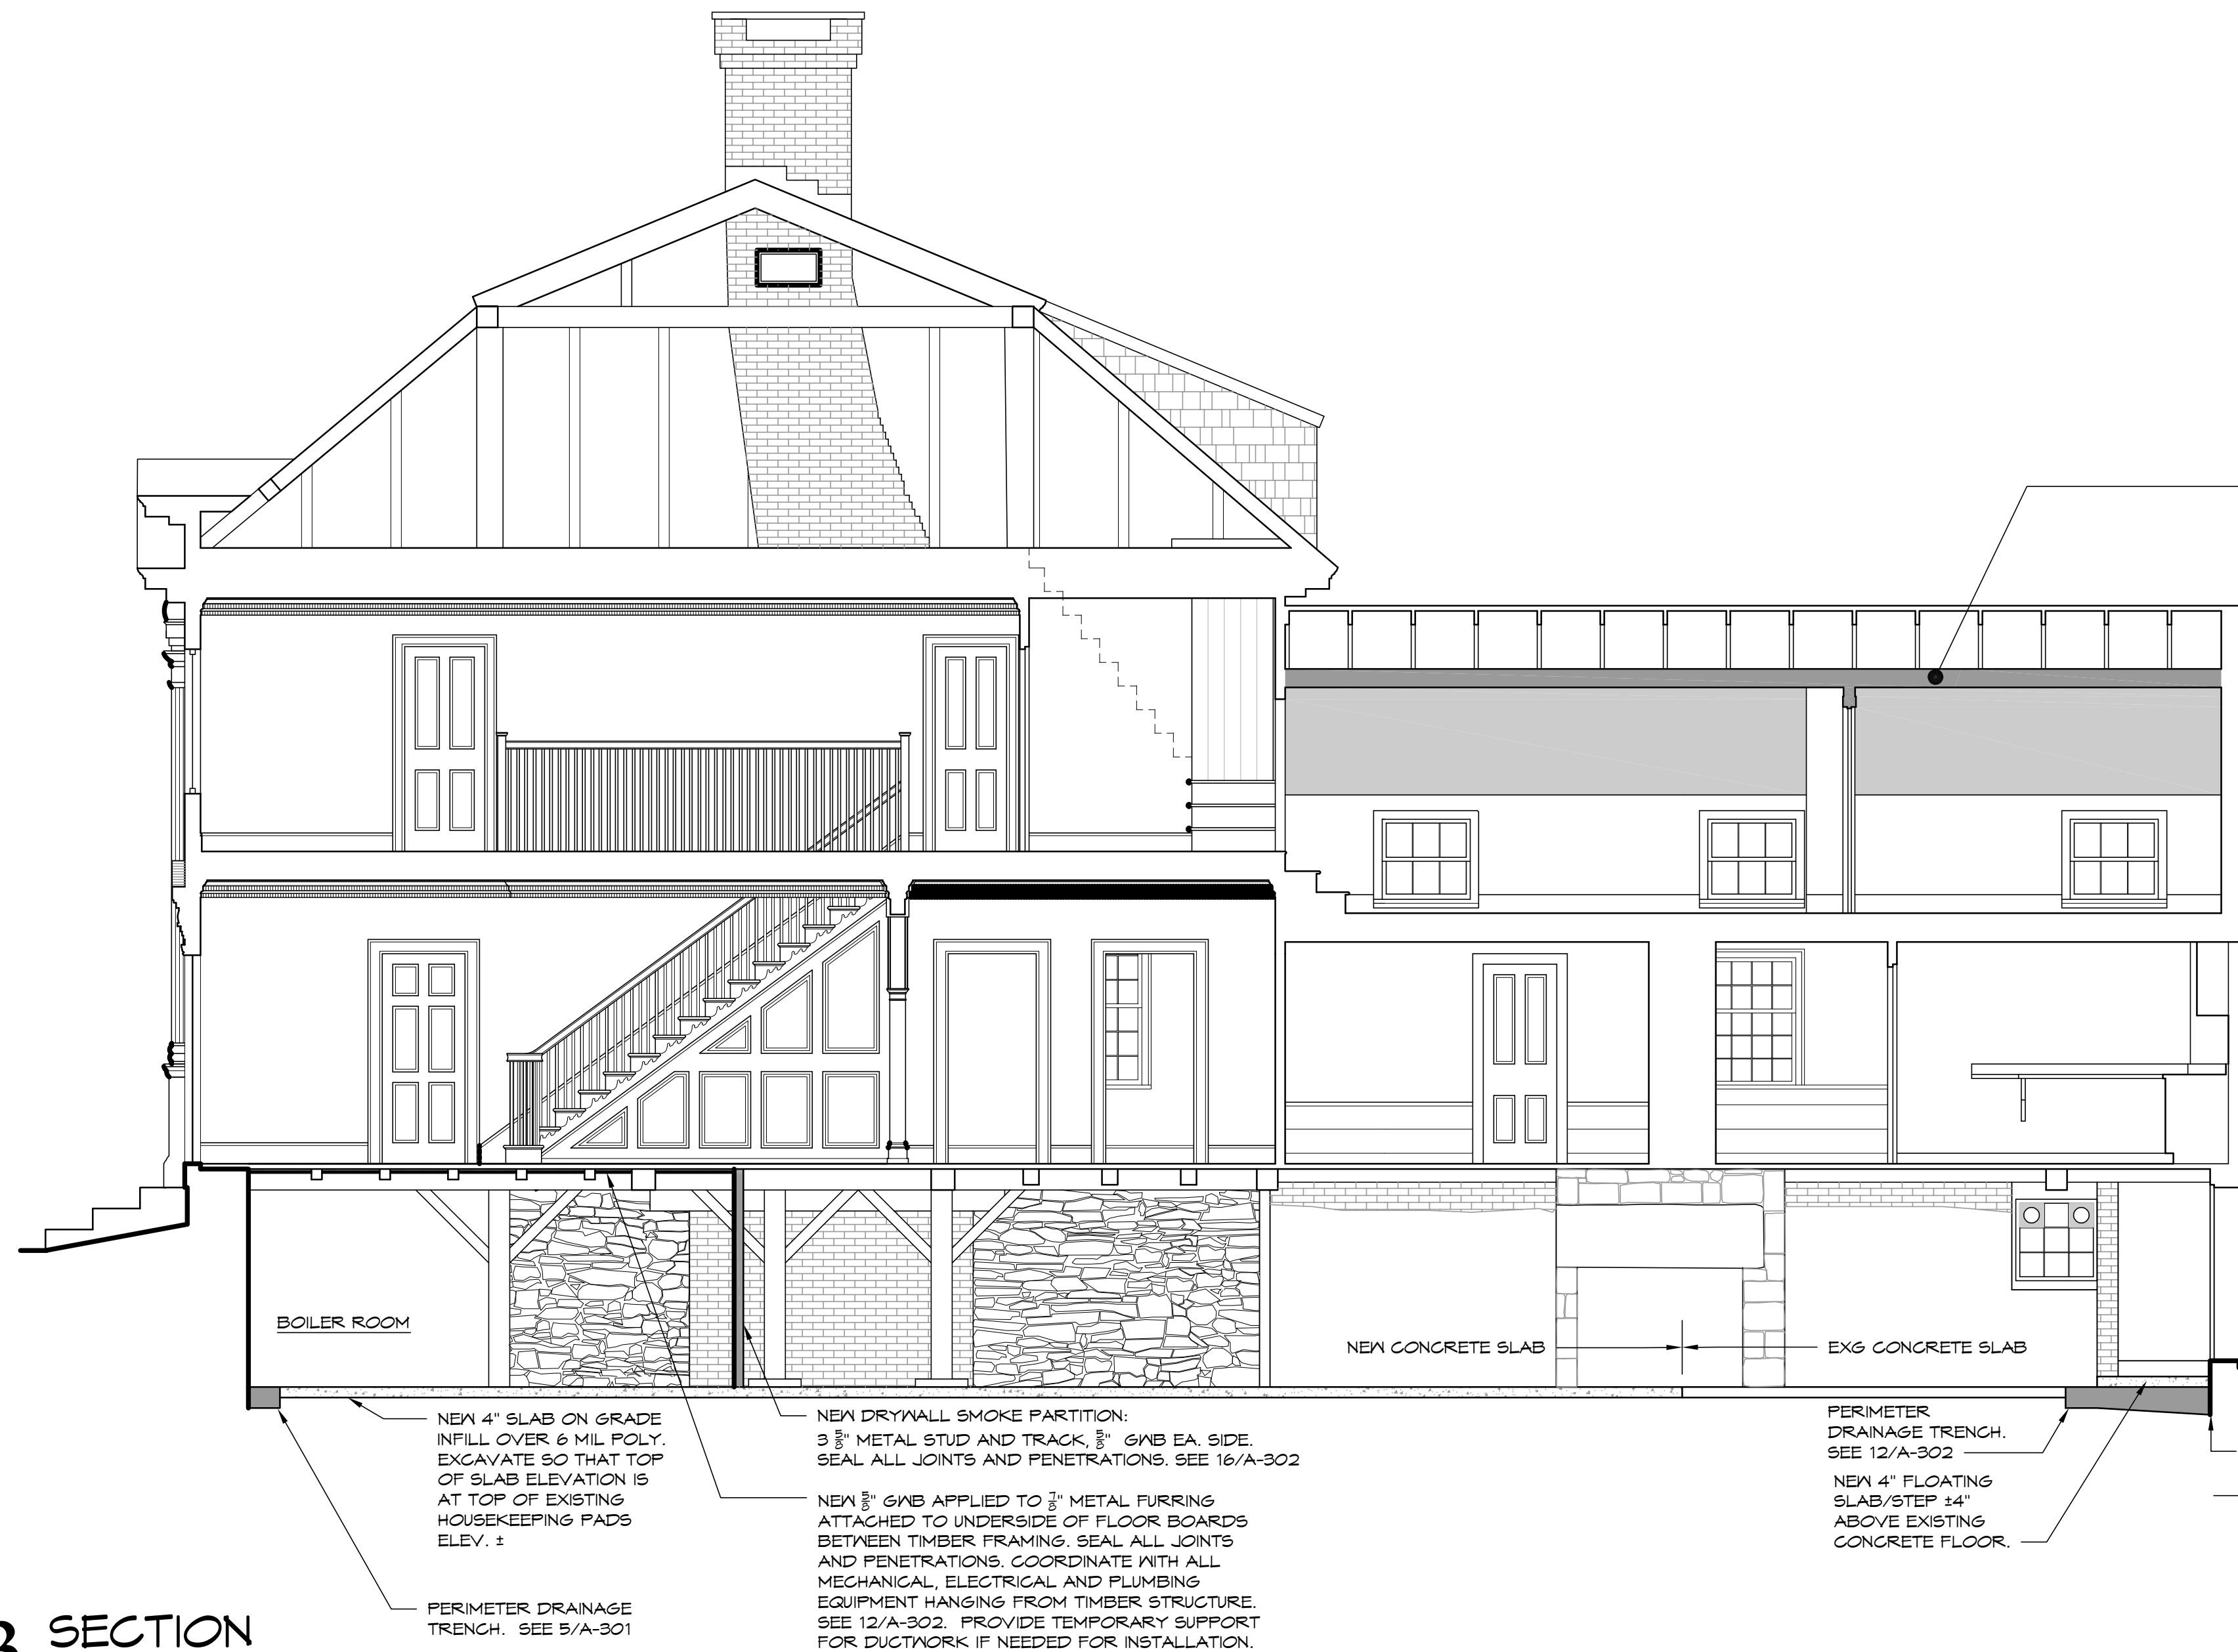 BOILER ROOM
NEW CONCRETE SLAB
EXG CONCRETE SLAB
NEW 4" SLAB ON GRADE
INFILL OVER 6 MIL POLY.
EXCAVATE SO THAT TOP
OF SLAB ELEVATION IS
AT TOP OF EXISTING
HOUSEKEEPING PADS
ELEV. ±
PERIMETER DRAINAGE
TRENCH. SEE 5/A-301
NEW DRYWALL SMOKE PARTITION:
3 5/8" METAL STUD AND TRACK, 5/8" GWB EA. SIDE.
SEAL ALL JOINTS AND PENETRATIONS. SEE 16/A-302
NEW 5/8" GWB APPLIED TO 7/8" METAL FURRING
ATTACHED TO UNDERSIDE OF FLOOR BOARDS
BETWEEN TIMBER FRAMING. SEAL ALL JOINTS
AND PENETRATIONS. COORDINATE WITH ALL
MECHANICAL, ELECTRICAL AND PLUMBING
EQUIPMENT HANGING FROM TIMBER STRUCTURE.
SEE 12/A-302. PROVIDE TEMPORARY SUPPORT
FOR DUCTWORK IF NEEDED FOR INSTALLATION.
PERIMETER
DRAINAGE TRENCH.
SEE 12/A-302
NEW 4" FLOATING
SLAB/STEP ±4"
ABOVE EXISTING
CONCRETE FLOOR.
SECTION